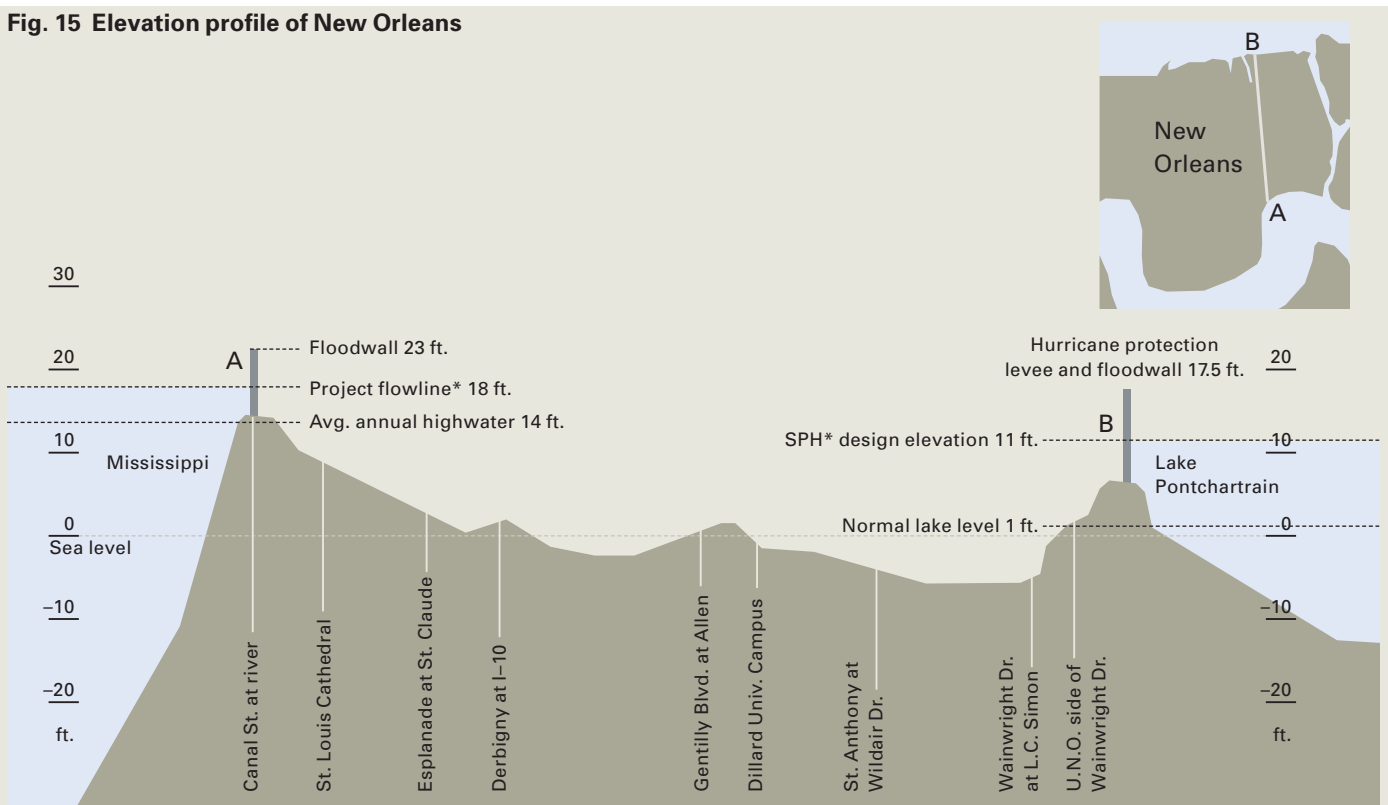 Fig. 15 Elevation profile of New Orleans
B
New
Orleans
A
30
20
10
0
Sea level
–10
–20
ft.
A
Floodwall 23 ft.
Project flowline* 18 ft.
Avg. annual highwater 14 ft.
Mississippi
Hurricane protection
levee and floodwall 17.5 ft.
SPH* design elevation 11 ft.
B
Lake
Pontchartrain
Normal lake level 1 ft.
20
10
0
–10
–20
ft.
Canal St. at river
St. Louis Cathedral
Esplanade at St. Claude
Derbigny at I–10
Gentilly Blvd. at Allen
Dillard Univ. Campus
St. Anthony at
Wildair Dr.
Wainwright Dr.
at L.C. Simon
U.N.O. side of
Wainwright Dr.